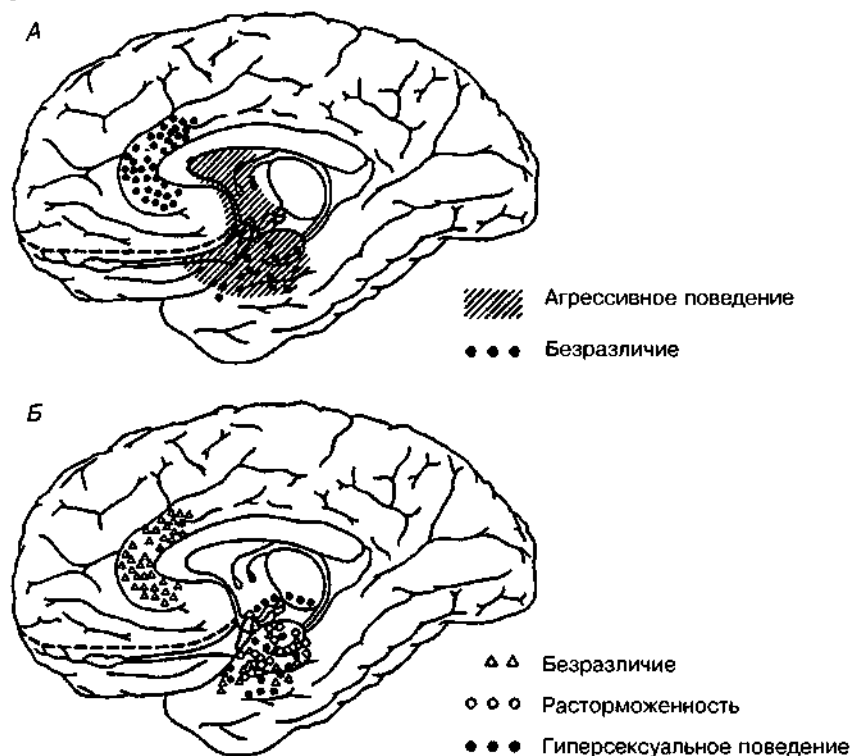 А
Агрессивное поведение
Безразличие
Б
Безразличие
Расторможенность
Гиперсексуальное поведение